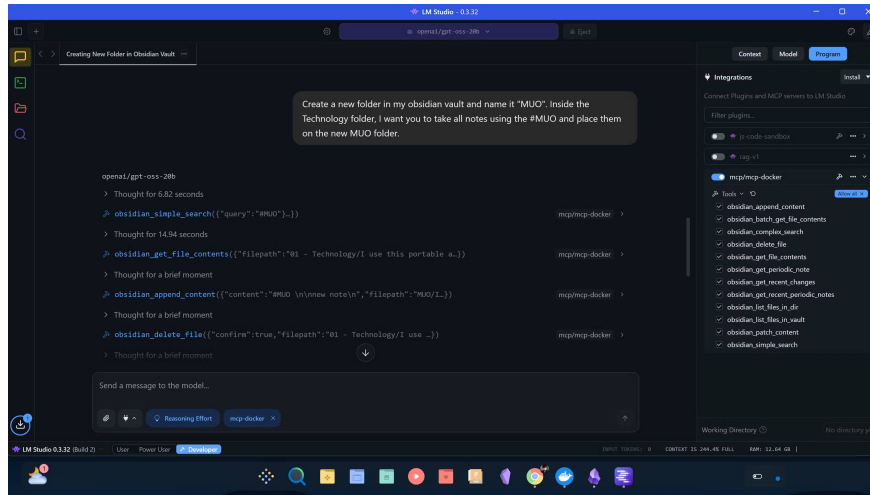 LM Studio - 0.3.32
openai/gpt-oss-20b
Eject
Creating New Folder in Obsidian Vault
Context
Model
Program
Integrations
Install
Connect Plugins and MCP servers to LM Studio
Filter plugins...
js-code-sandbox
rag-v1
mcp/mcp-docker
Tools
Allow all ×
obsidian_append_content
obsidian_batch_get_file_contents
obsidian_complex_search
obsidian_delete_file
obsidian_get_file_contents
obsidian_get_periodic_note
obsidian_get_recent_changes
obsidian_get_recent_periodic_notes
obsidian_list_files_in_dir
obsidian_list_files_in_vault
obsidian_patch_content
obsidian_simple_search
Create a new folder in my obsidian vault and name it "MUO". Inside the
Technology folder, I want you to take all notes using the #MUO and place them
on the new MUO folder.
openai/gpt-oss-20b
Thought for 6.82 seconds
obsidian_simple_search({"query":"#MUO"}…}) mcp/mcp-docker
Thought for 14.94 seconds
obsidian_get_file_contents({"filepath":"01 - Technology/I use this portable a…}) mcp/mcp-docker
Thought for a brief moment
obsidian_append_content({"content":"#MUO \n\nnew note\n","filepath":"MUO/I…}) mcp/mcp-docker
Thought for a brief moment
obsidian_delete_file({"confirm":true,"filepath":"01 - Technology/I use …}) mcp/mcp-docker
Thought for a brief moment
Send a message to the model...
Reasoning Effort
mcp-docker ×
Working Directory
No directory
LM Studio 0.3.32 (Build 2)
User
Power User
Developer
INPUT TOKENS: 0
CONTEXT IS 244.4% FULL
RAM: 12.64 GB
1